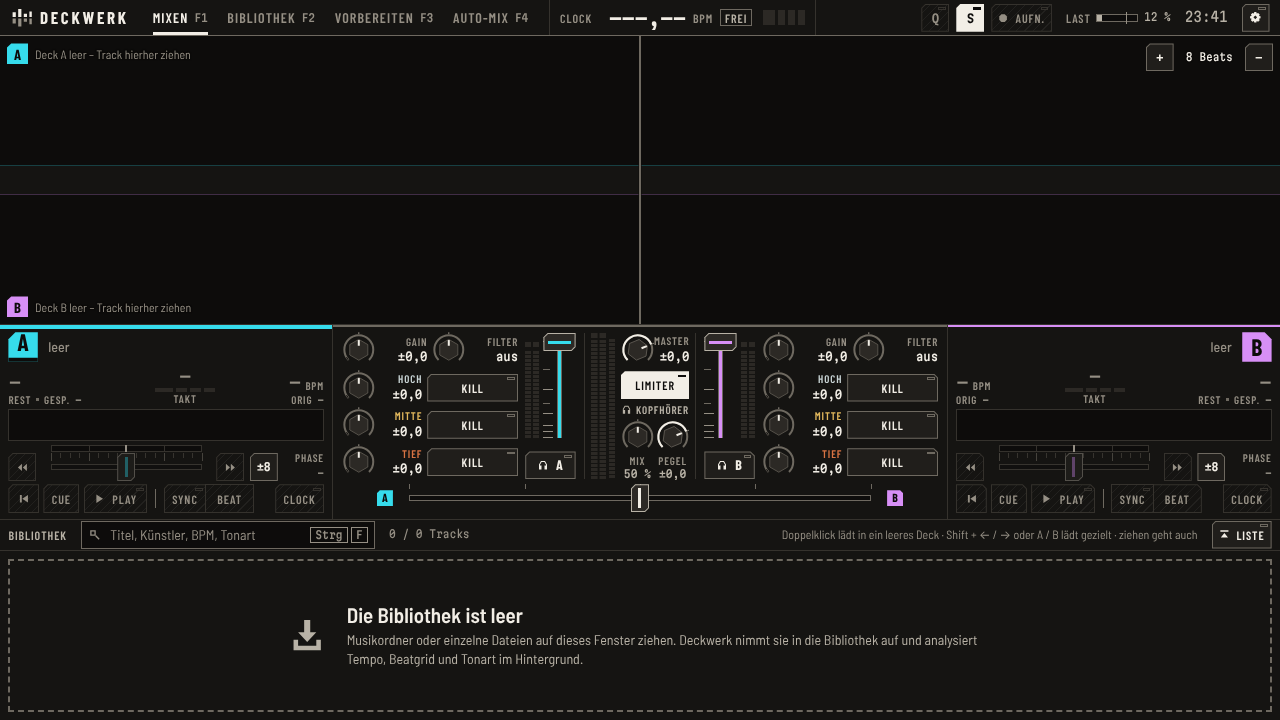 DECKWERK MIXEN F1 BIBLIOTHEK F2 VORBEREITEN F3 AUTO-MIX F4 CLOCK –––,–– BPM FREI Q S AUFN. LAST 12 % 23:41
A Deck A leer – Track hierher ziehen
+ 8 Beats –
B Deck B leer – Track hierher ziehen
A leer
– BPM
REST – GESP. – TAKT ORIG –
PHASE
±8 –
CUE PLAY SYNC BEAT CLOCK
GAIN ±0,0 FILTER aus
HOCH ±0,0 KILL
MITTE ±0,0 KILL
TIEF ±0,0 KILL
A
MASTER ±0,0
LIMITER
KOPFHÖRER
MIX PEGEL
50 % ±0,0
B
GAIN ±0,0 FILTER aus
HOCH ±0,0 KILL
MITTE ±0,0 KILL
TIEF ±0,0 KILL
A B
leer B
– BPM – –
ORIG – TAKT REST – GESP. –
PHASE
±8 –
CUE PLAY SYNC BEAT CLOCK
BIBLIOTHEK Titel, Künstler, BPM, Tonart Strg F 0 / 0 Tracks Doppelklick lädt in ein leeres Deck · Shift + ← / → oder A / B lädt gezielt · ziehen geht auch LISTE
Die Bibliothek ist leer
Musikordner oder einzelne Dateien auf dieses Fenster ziehen. Deckwerk nimmt sie in die Bibliothek auf und analysiert
Tempo, Beatgrid und Tonart im Hintergrund.